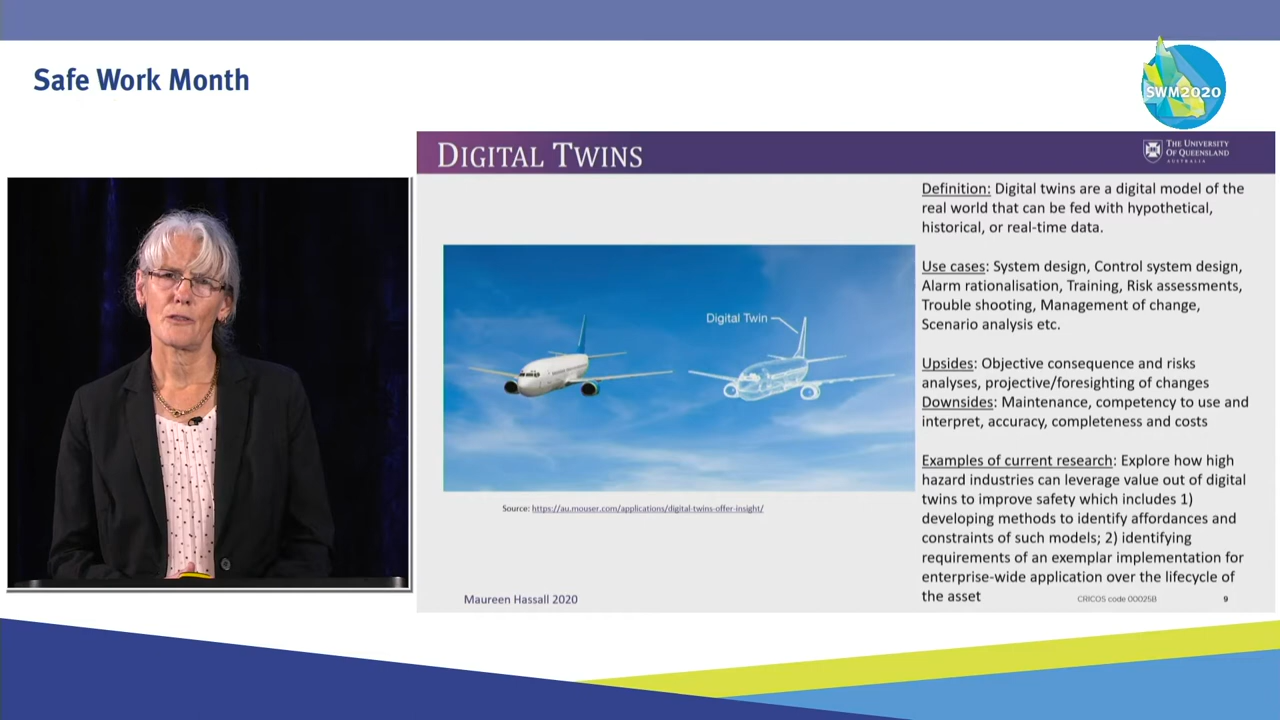 Safe Work Month
SWM2020
DIGITAL TWINS
THE UNIVERSITY
OF QUEENSLAND
AUSTRALIA
Definition: Digital twins are a digital model of the
real world that can be fed with hypothetical,
historical, or real-time data.
Use cases: System design, Control system design,
Alarm rationalisation, Training, Risk assessments,
Trouble shooting, Management of change,
Scenario analysis etc.
Upsides: Objective consequence and risks
analyses, projective/foresighting of changes
Downsides: Maintenance, competency to use and
interpret, accuracy, completeness and costs
Examples of current research: Explore how high
hazard industries can leverage value out of digital
twins to improve safety which includes 1)
developing methods to identify affordances and
constraints of such models; 2) identifying
requirements of an exemplar implementation for
enterprise-wide application over the lifecycle of
the asset
Digital Twin
Source: https://au.mouser.com/applications/digital-twins-offer-insight/
Maureen Hassall 2020
CRICOS code 00025B
9